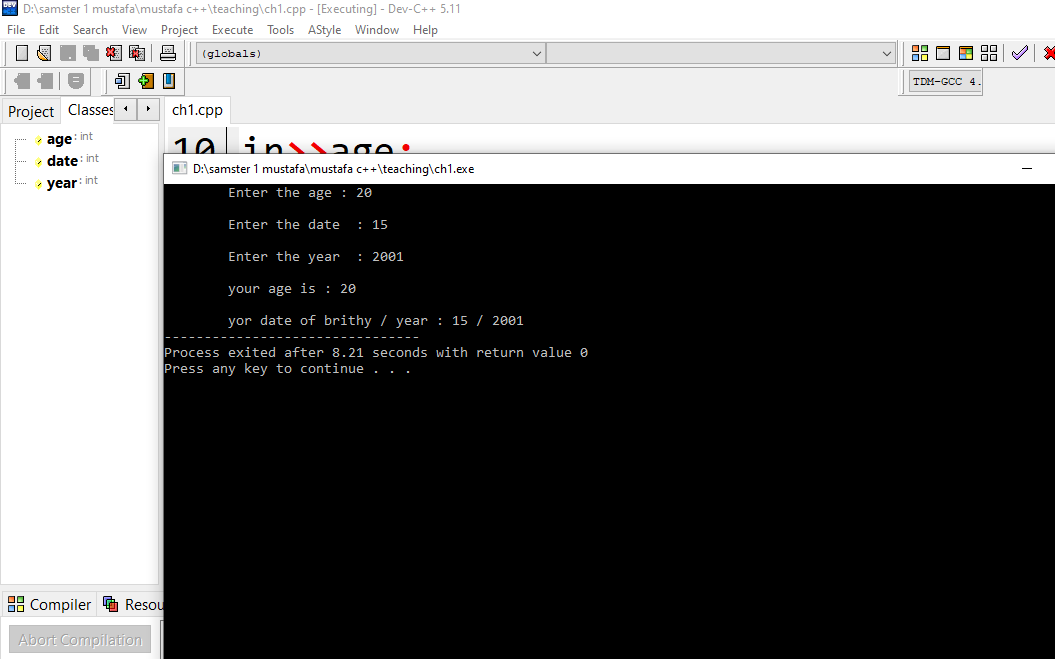 D:\samster 1 mustafa\mustafa c++\teaching\ch1.cpp - [Executing] - Dev-C++ 5.11
File Edit Search View Project Execute Tools AStyle Window Help
(globals)
TDM-GCC 4.
Project Classes ch1.cpp
age : int
date : int
year : int
10 in>>age;
D:\samster 1 mustafa\mustafa c++\teaching\ch1.exe
Enter the age : 20
Enter the date  : 15
Enter the year  : 2001
your age is : 20
yor date of brithy / year : 15 / 2001
--------------------------------
Process exited after 8.21 seconds with return value 0
Press any key to continue . . .
Compiler Resou
Abort Compilation